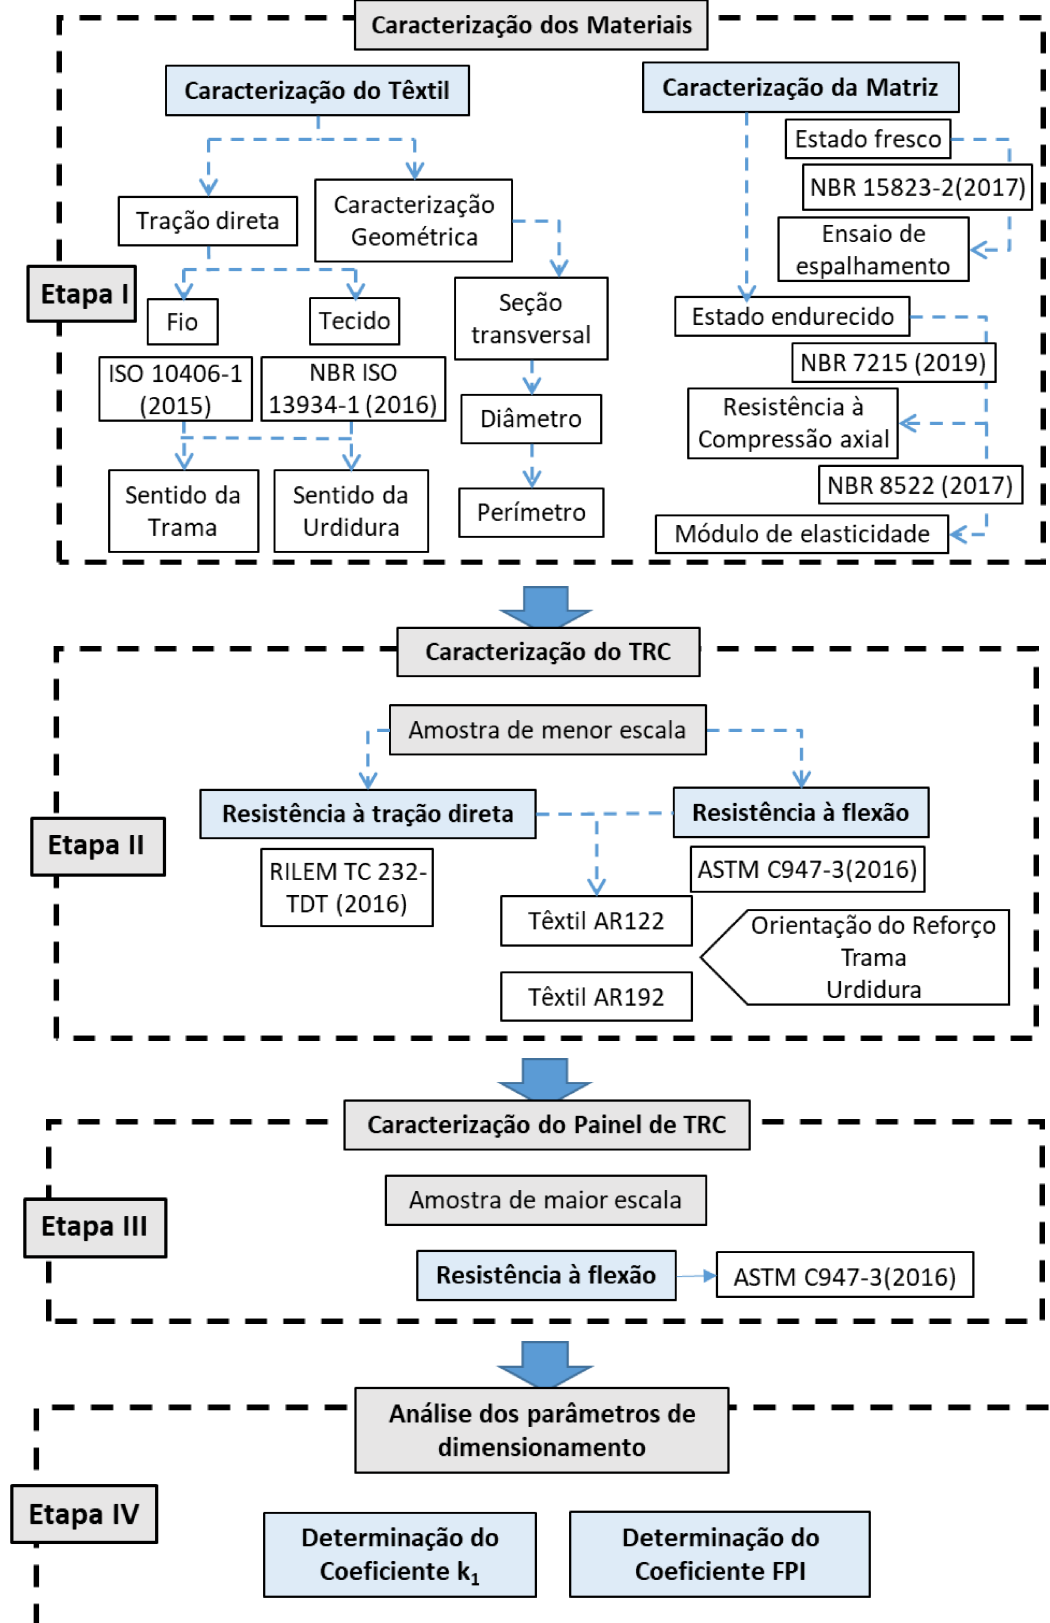 Caracterização dos Materiais
Etapa I
Caracterização do Têxtil
Tração direta
Caracterização
Geométrica
Fio
Tecido
ISO 10406-1
(2015)
NBR ISO
13934-1 (2016)
Sentido da
Trama
Sentido da
Urdidura
Seção
transversal
Diâmetro
Perímetro
Caracterização da Matriz
Estado fresco
NBR 15823-2(2017)
Ensaio de
espalhamento
Estado endurecido
NBR 7215 (2019)
Resistência à
Compressão axial
NBR 8522 (2017)
Módulo de elasticidade
Caracterização do TRC
Etapa II
Amostra de menor escala
Resistência à tração direta
Resistência à flexão
RILEM TC 232-
TDT (2016)
ASTM C947-3(2016)
Têxtil AR122
Têxtil AR192
Orientação do Reforço
Trama
Urdidura
Caracterização do Painel de TRC
Etapa III
Amostra de maior escala
Resistência à flexão
ASTM C947-3(2016)
Análise dos parâmetros de
dimensionamento
Etapa IV
Determinação do
Coeficiente k₁
Determinação do
Coeficiente FPI